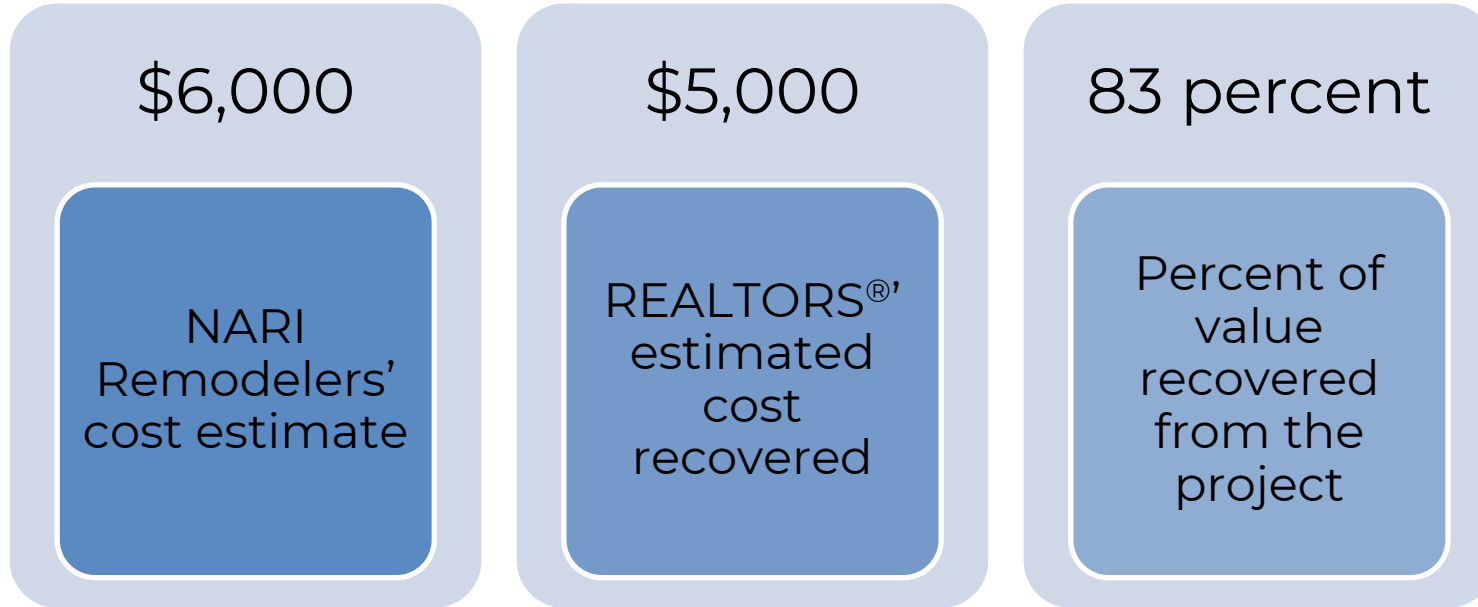 $6,000
NARI
Remodelers’
cost estimate
$5,000
REALTORS®’
estimated
cost
recovered
83 percent
Percent of
value
recovered
from the
project